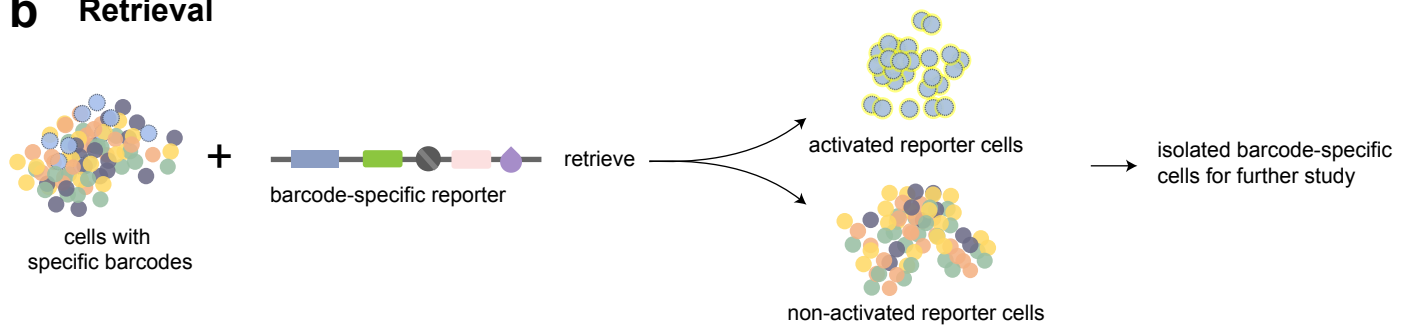 b Retrieval
cells with
specific barcodes
+
barcode-specific reporter
retrieve
activated reporter cells
non-activated reporter cells
isolated barcode-specific
cells for further study